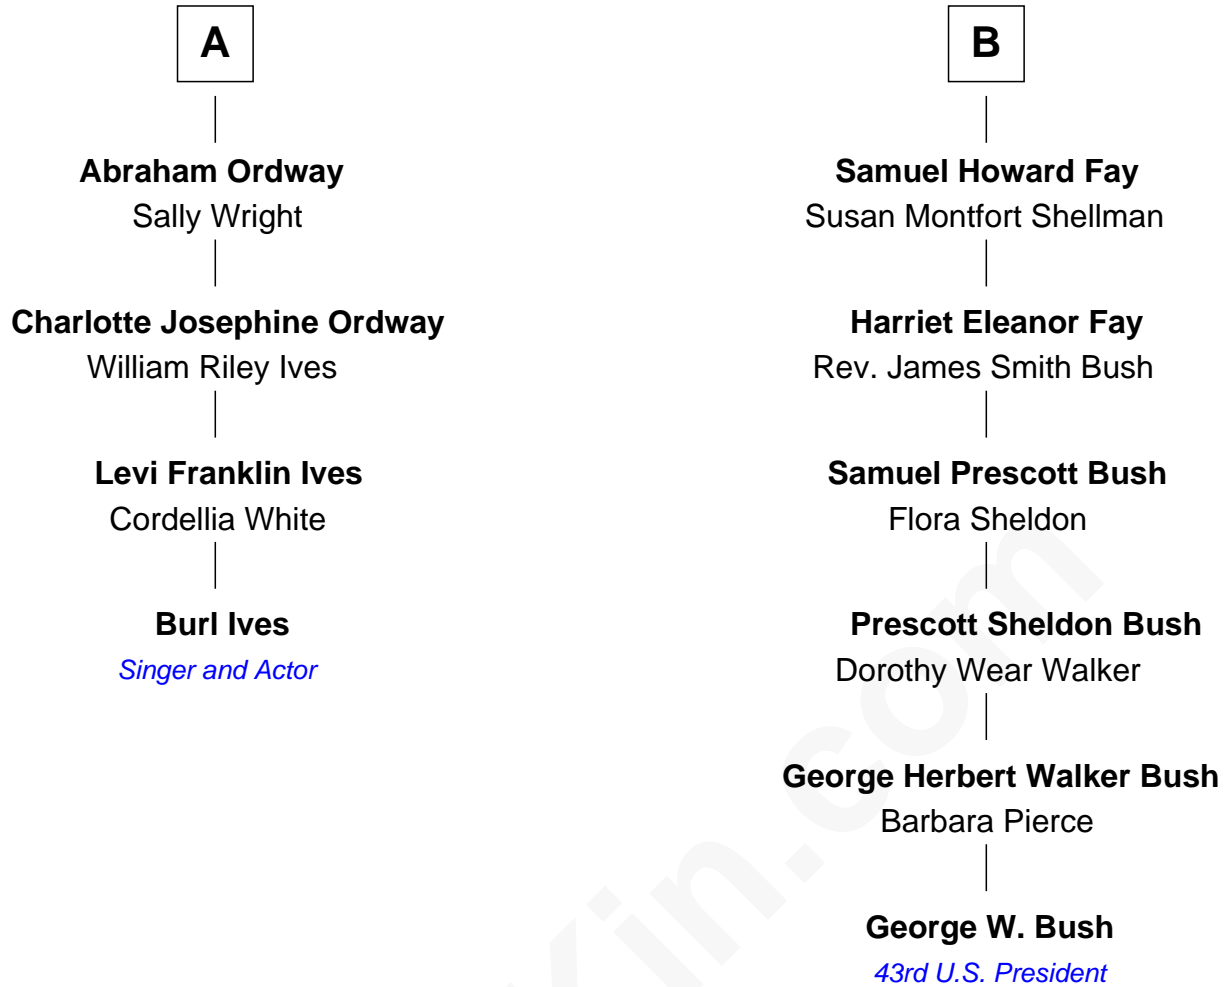 A
Abraham Ordway
Sally Wright
Charlotte Josephine Ordway
William Riley Ives
Levi Franklin Ives
Cordellia White
Burl Ives
Singer and Actor
B
Samuel Howard Fay
Susan Montfort Shellman
Harriet Eleanor Fay
Rev. James Smith Bush
Samuel Prescott Bush
Flora Sheldon
Prescott Sheldon Bush
Dorothy Wear Walker
George Herbert Walker Bush
Barbara Pierce
George W. Bush
43rd U.S. President